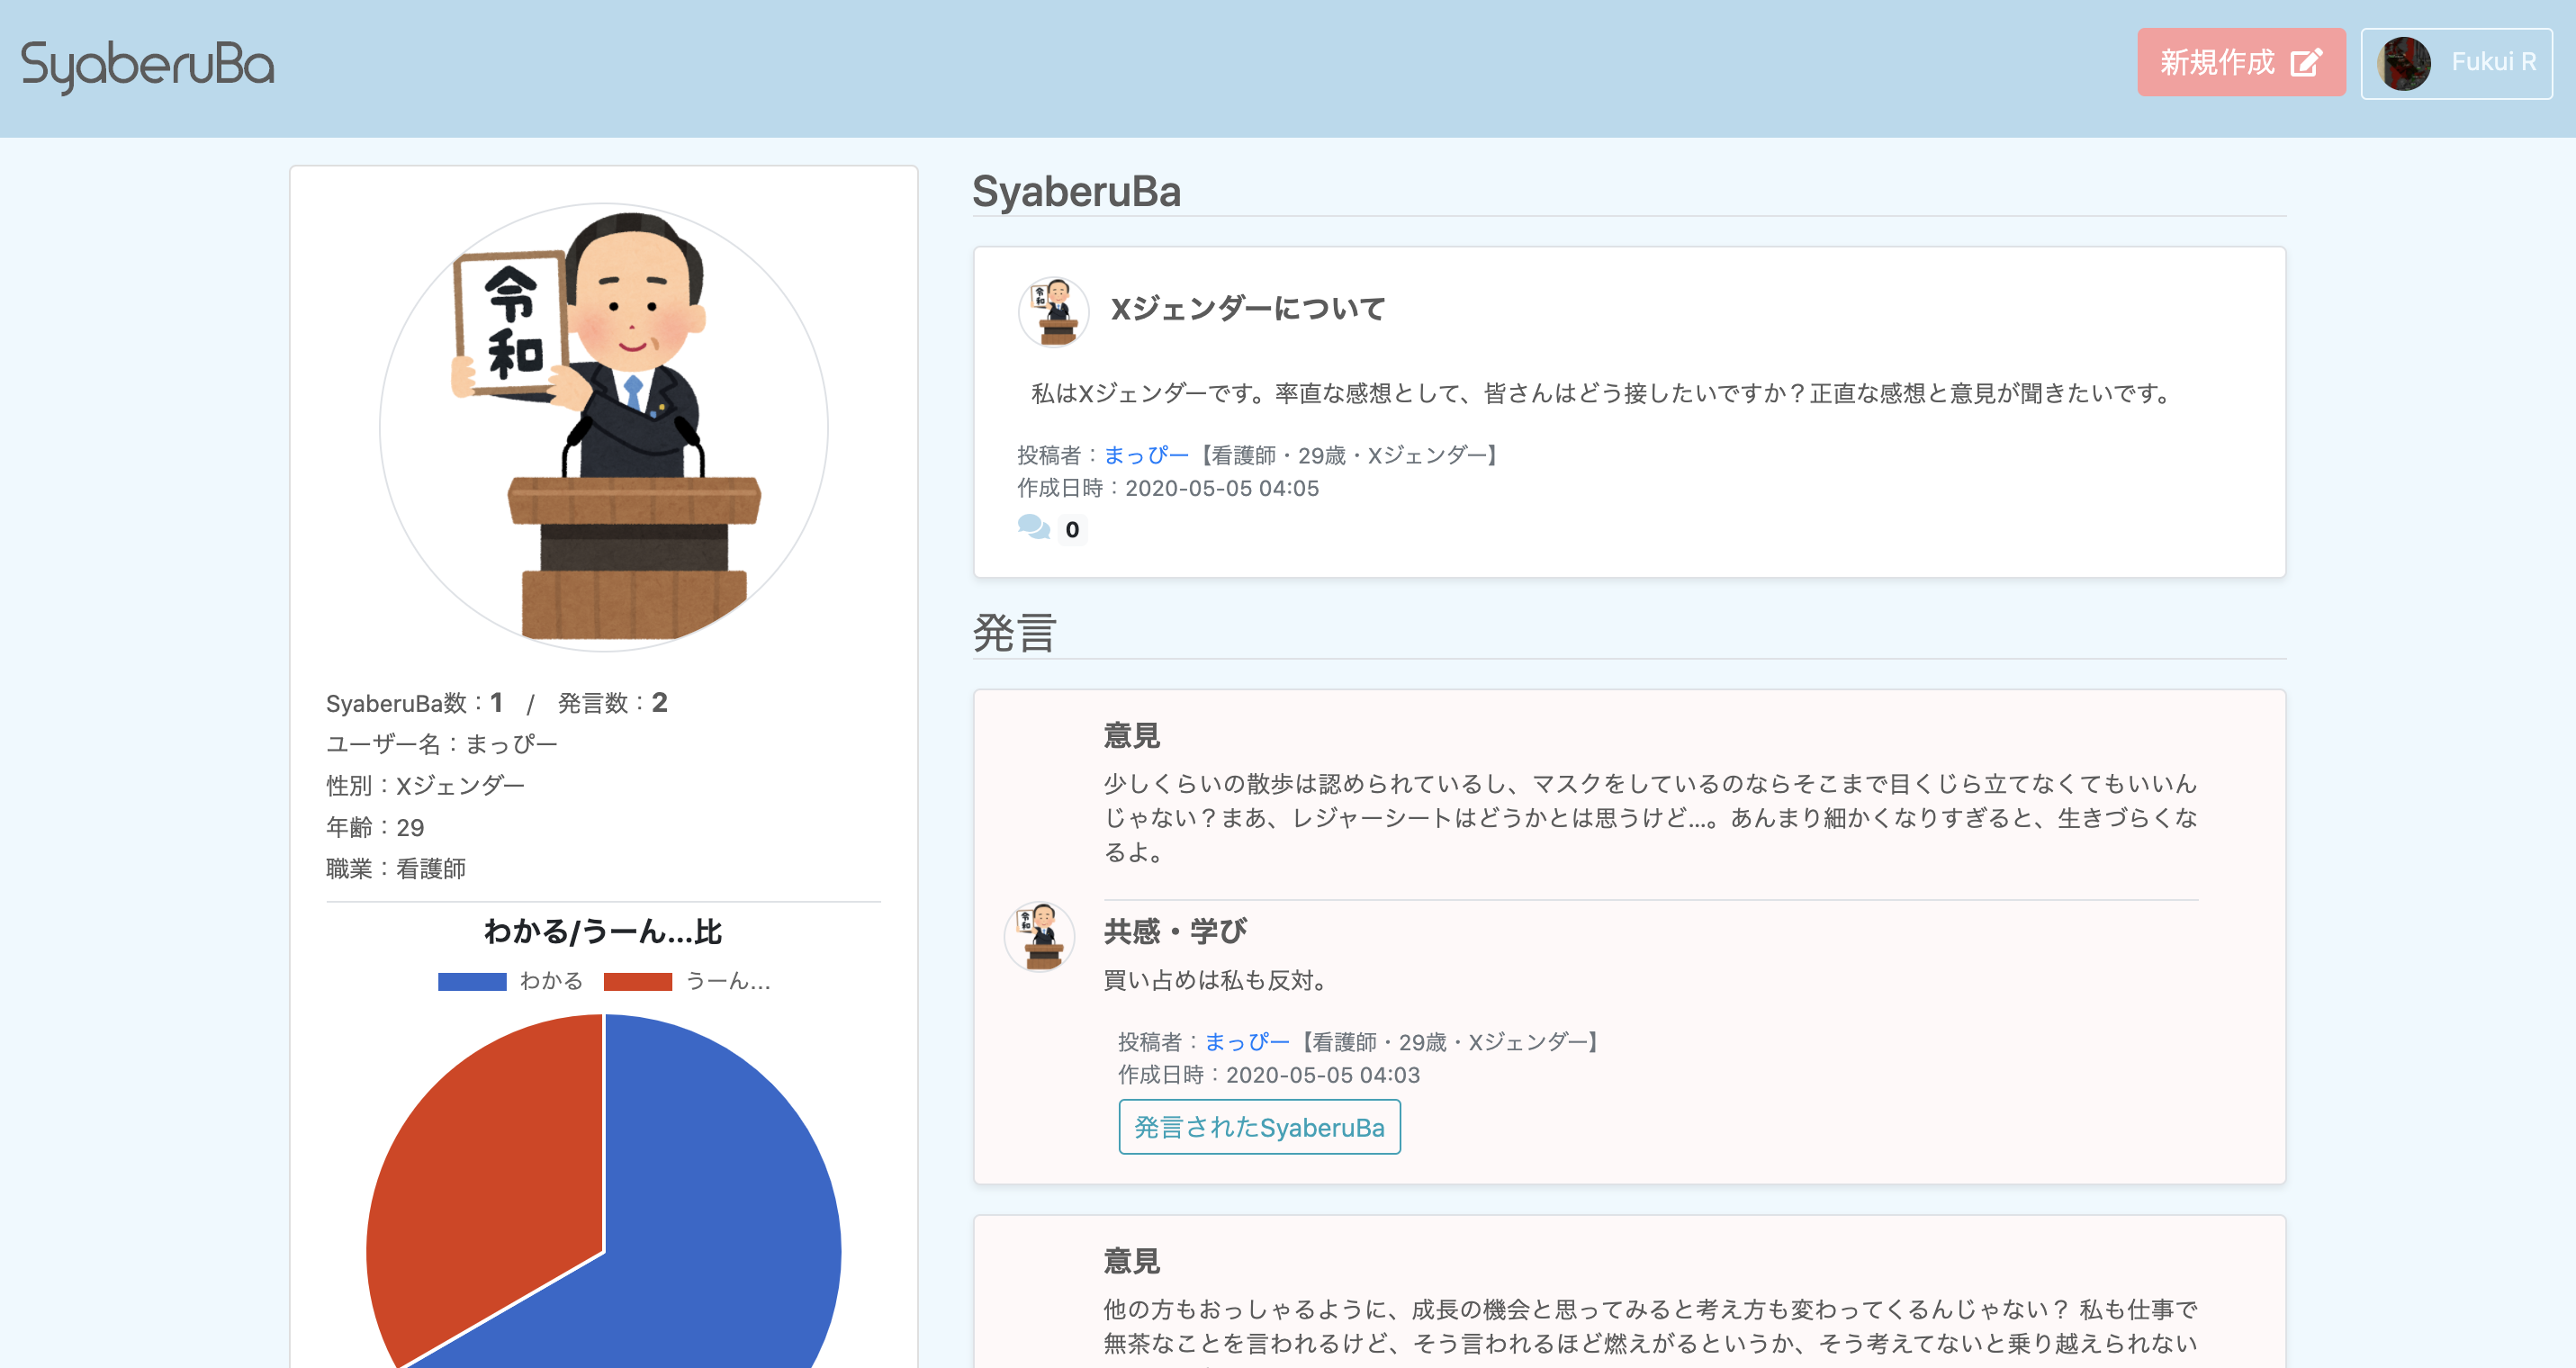 SyaberuBa
新規作成
Fukui R
令和
SyaberuBa数：1 / 発言数：2
ユーザー名：まっぴー
性別：Xジェンダー
年齢：29
職業：看護師
わかる/うーん...比
わかる うーん...
SyaberuBa
令和
Xジェンダーについて
私はXジェンダーです。率直な感想として、皆さんはどう接したいですか？正直な感想と意見が聞きたいです。
投稿者：まっぴー【看護師・29歳・Xジェンダー】
作成日時：2020-05-05 04:05
0
発言
意見
少しくらいの散歩は認められているし、マスクをしているのならそこまで目くじら立てなくてもいいん
じゃない？まあ、レジャーシートはどうかとは思うけど...。あんまり細かくなりすぎると、生きづらくな
るよ。
令和
共感・学び
買い占めは私も反対。
投稿者：まっぴー【看護師・29歳・Xジェンダー】
作成日時：2020-05-05 04:03
発言されたSyaberuBa
意見
他の方もおっしゃるように、成長の機会と思ってみると考え方も変わってくるんじゃない？ 私も仕事で
無茶なことを言われるけど、そう言われるほど燃えがるというか、そう考えてないと乗り越えられない